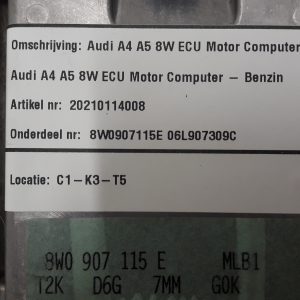 Omschrijving: Audi A4 A5 8W ECU Motor Computer
Audi A4 A5 8W ECU Motor Computer – Benzin
Artikel nr: 20210114008
Onderdeel nr: 8W0907115E 06L907309C
Locatie: C1–K3–T5
8W0 907 115 E MLB1
T2K D6G 7MM G0K